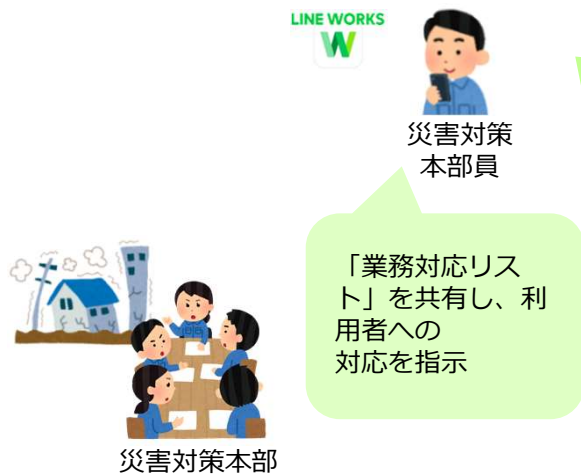 LINE WORKS
災害対策
本部員
「業務対応リス
ト」を共有し、利
用者への
対応を指示
災害対策本部